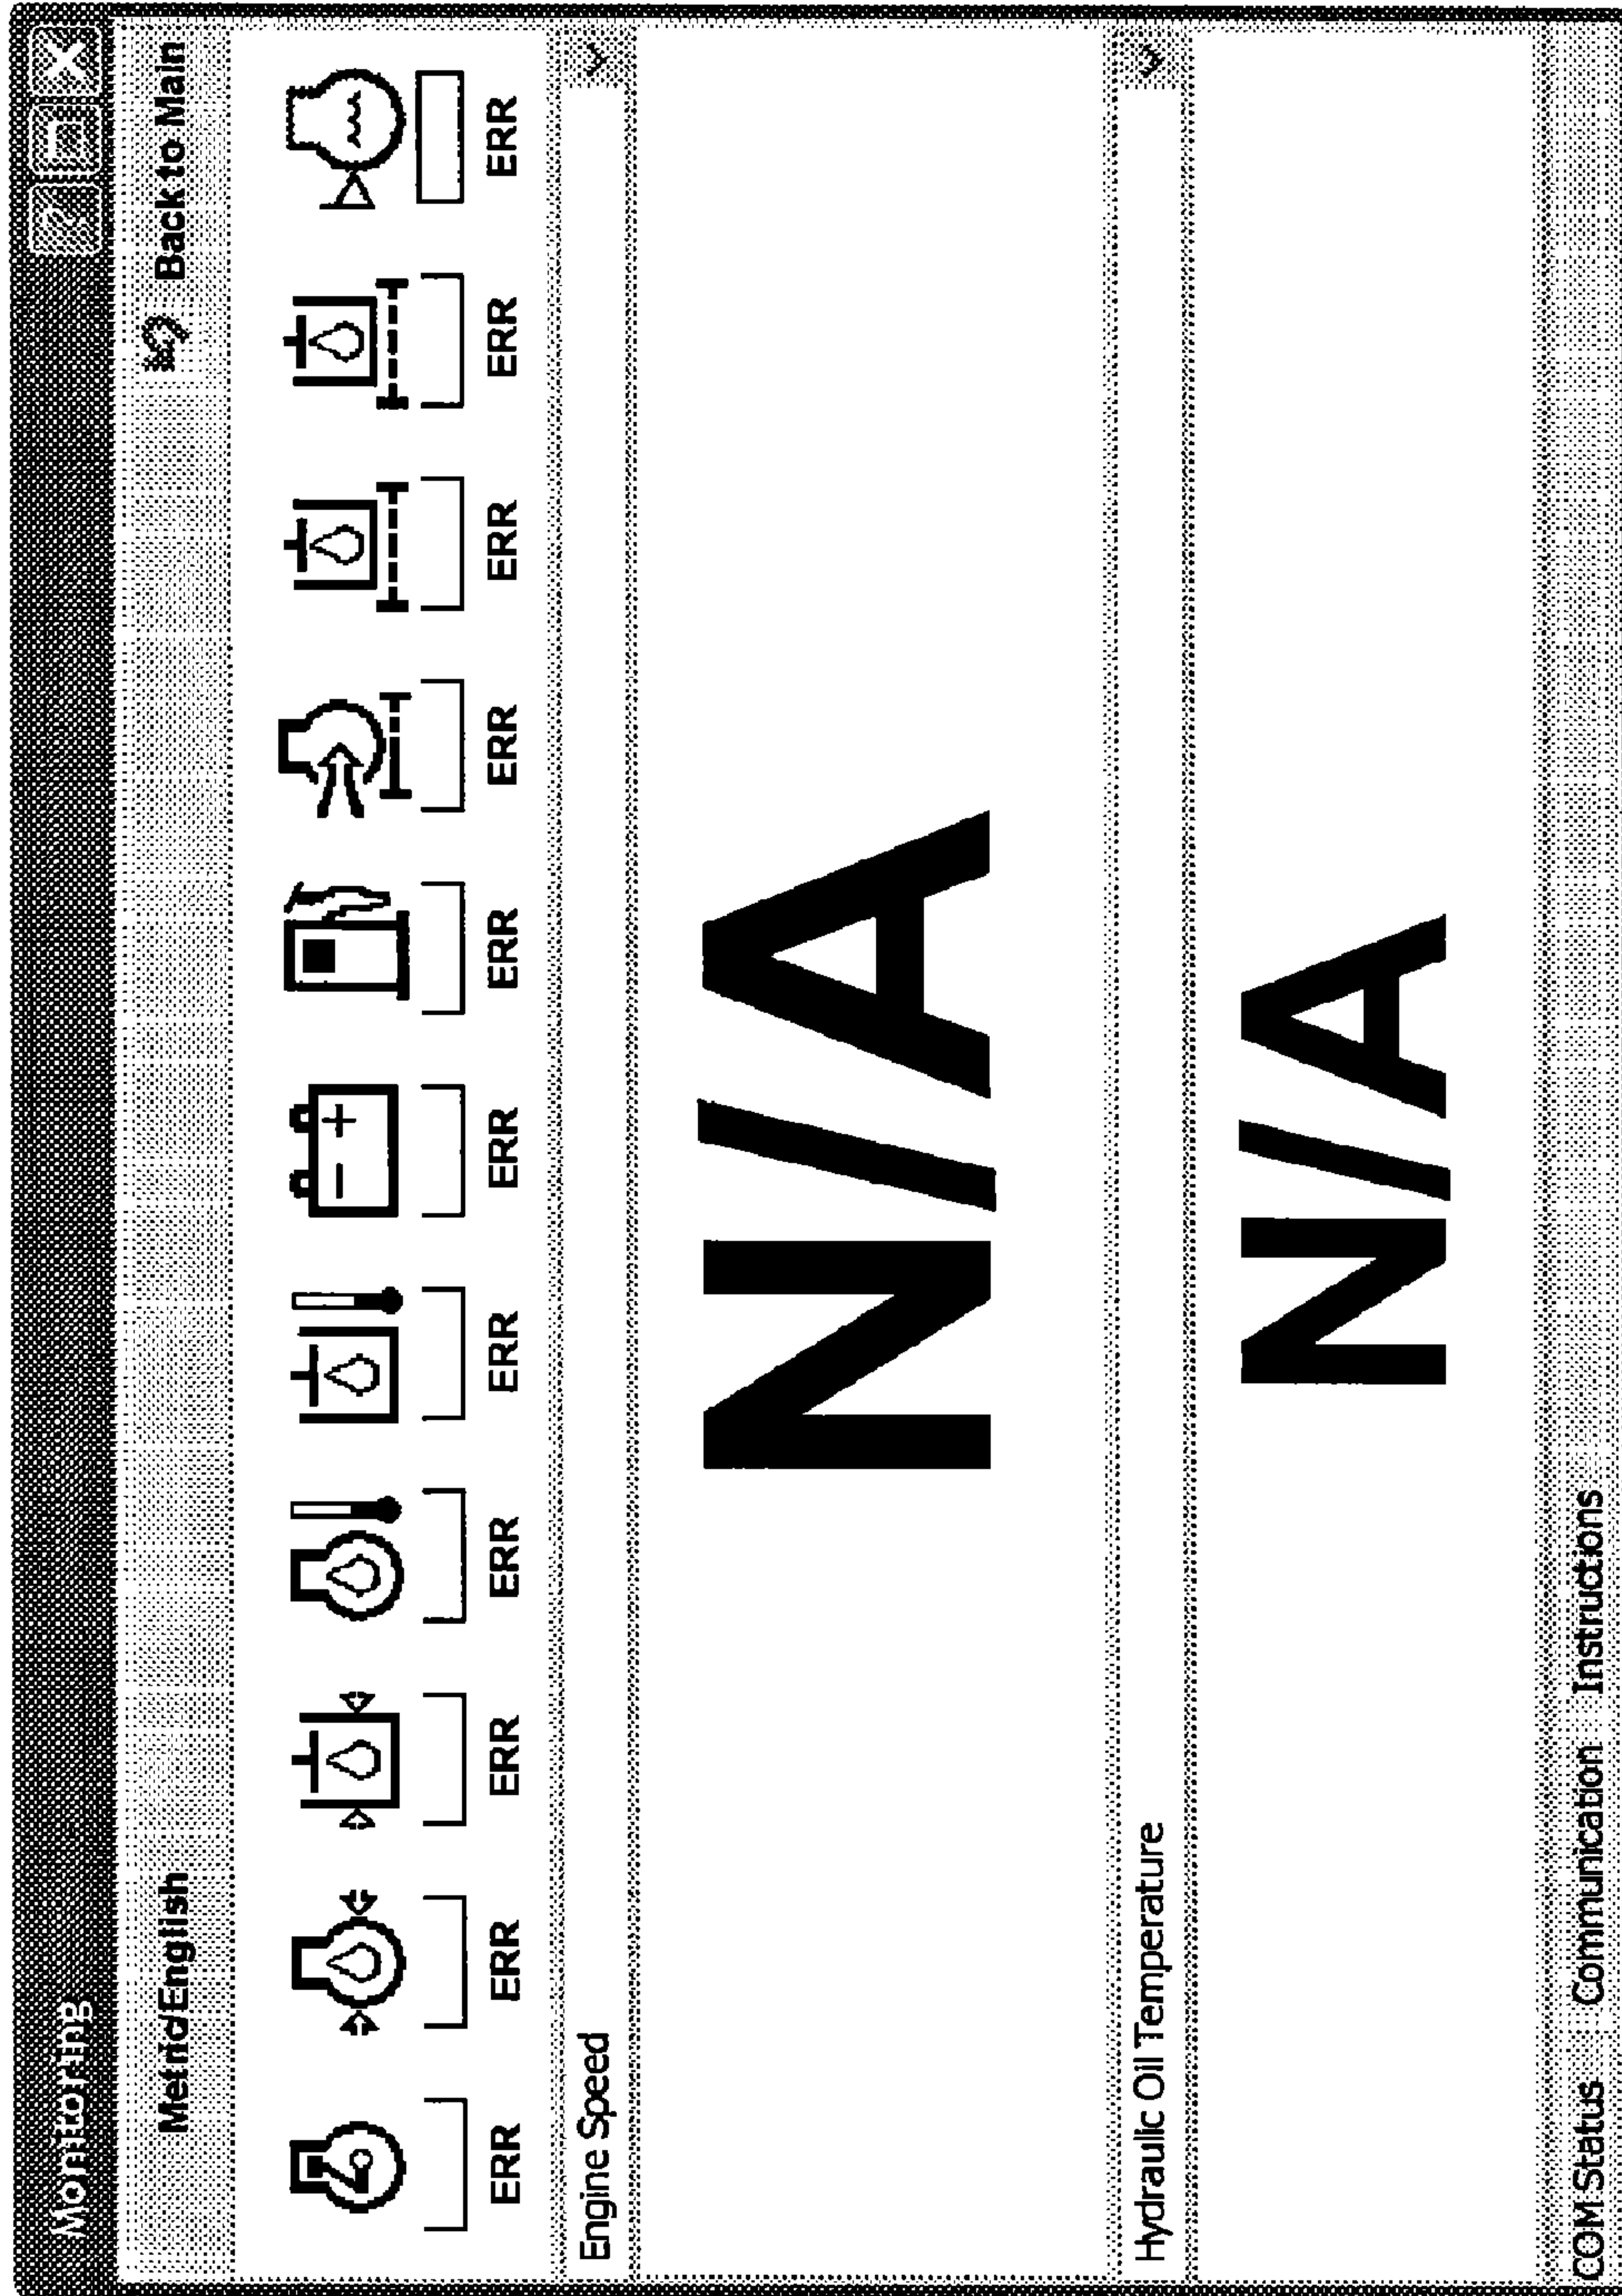 Monitoring
Metric/English Back to Main
ERR ERR ERR ERR ERR ERR ERR ERR ERR ERR ERR
Engine Speed
N/A
Hydraulic Oil Temperature
N/A
COM Status Communication Instructions